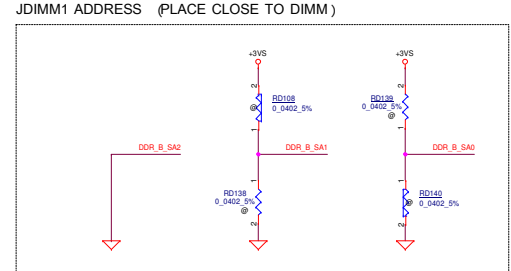 JDIMM1 ADDRESS (PLACE CLOSE TO DIMM )
+3VS
+3VS
2
2
RD108
0_0402_5%
@
RD139
0_0402_5%
@
1
1
DDR_B_SA2
DDR_B_SA1
DDR_B_SA0
1
1
RD138
0_0402_5%
@
RD140
0_0402_5%
@
2
2